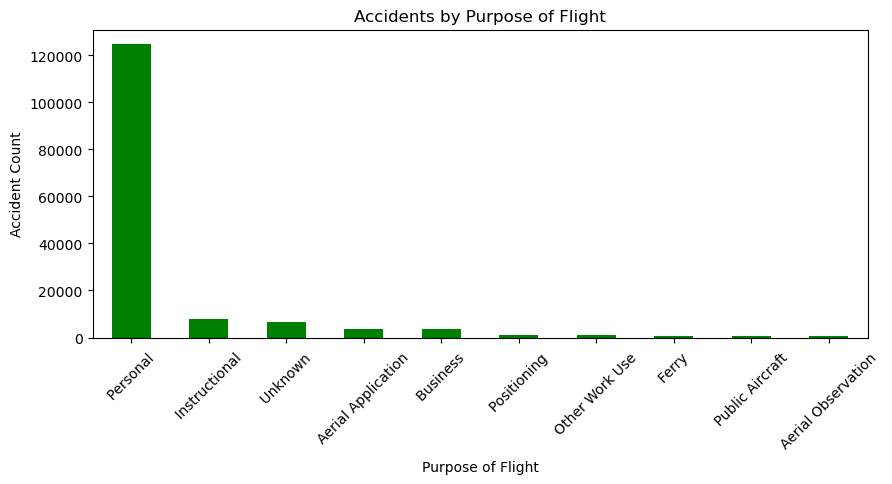 Accidents by Purpose of Flight
Accident Count
120000
100000
80000
60000
40000
20000
0
Personal
Instructional
Unknown
Aerial Application
Business
Positioning
Other Work Use
Ferry
Public Aircraft
Aerial Observation
Purpose of Flight